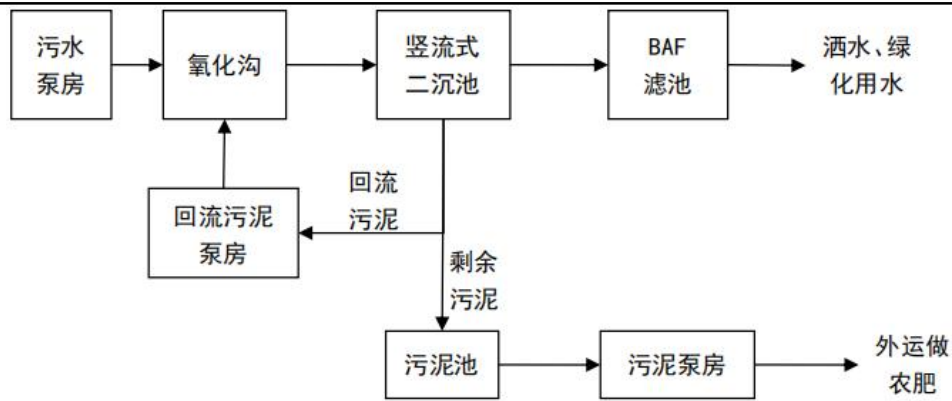 污水
泵房
氧化沟
竖流式
二沉池
BAF
滤池
洒水、绿
化用水
回流
污泥
回流污泥
泵房
剩余
污泥
污泥池
污泥泵房
外运做
农肥